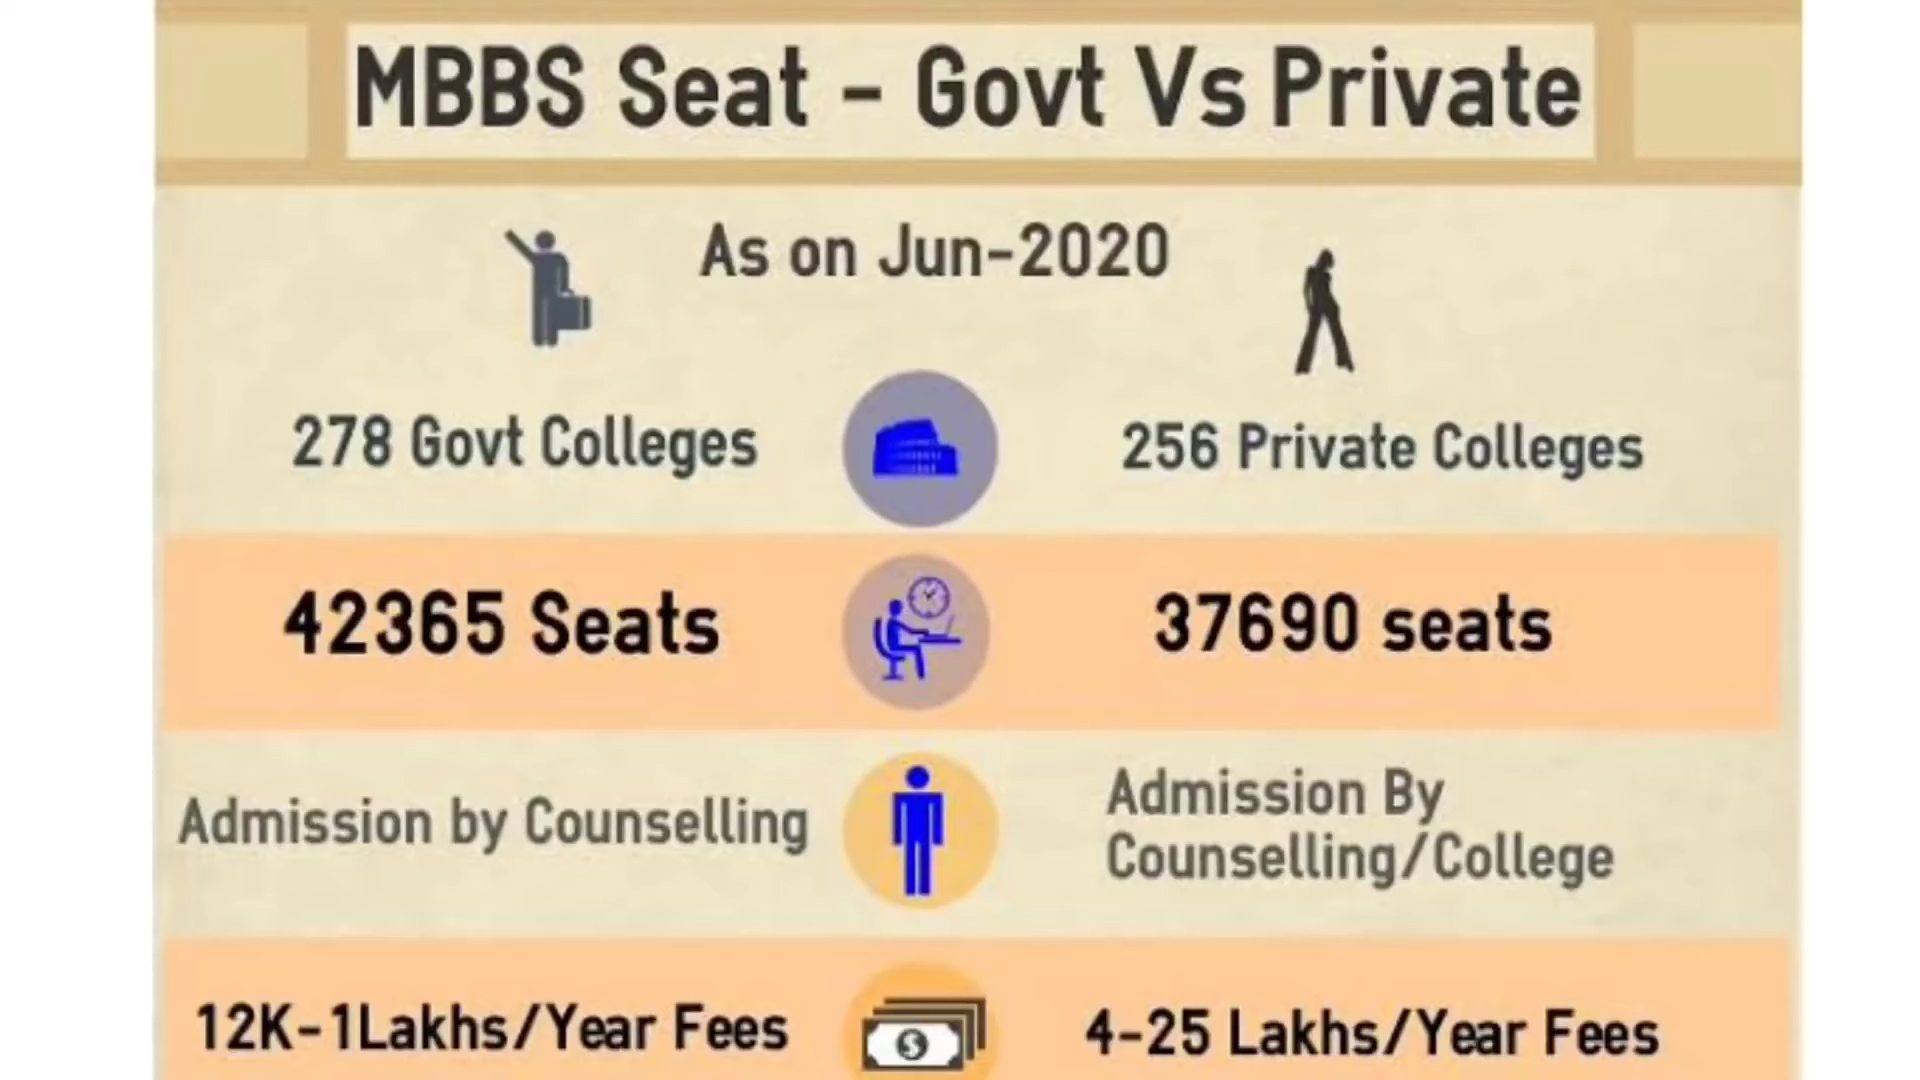 MBBS Seat - Govt Vs Private
As on Jun-2020
278 Govt Colleges
256 Private Colleges
42365 Seats
37690 seats
Admission by Counselling
Admission By
Counselling/College
12K-1Lakhs/Year Fees
$
4-25 Lakhs/Year Fees